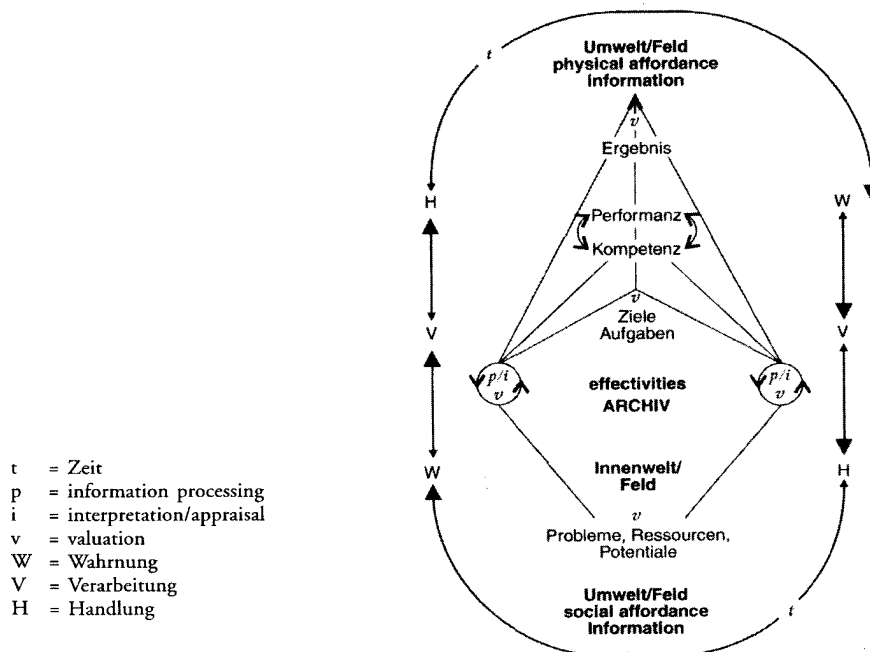 t
Umwelt/Feld
physical affordance
Information
v
Ergebnis
H
W
Performanz
Kompetenz
v
Ziele
Aufgaben
V
V
p/i
v
p/i
v
effectivities
ARCHIV
Innenwelt/
Feld
W
H
v
Probleme, Ressourcen,
Potentiale
Umwelt/Feld
social affordance
Information
t
t = Zeit
p = information processing
i = interpretation/appraisal
v = valuation
W = Wahrnung
V = Verarbeitung
H = Handlung